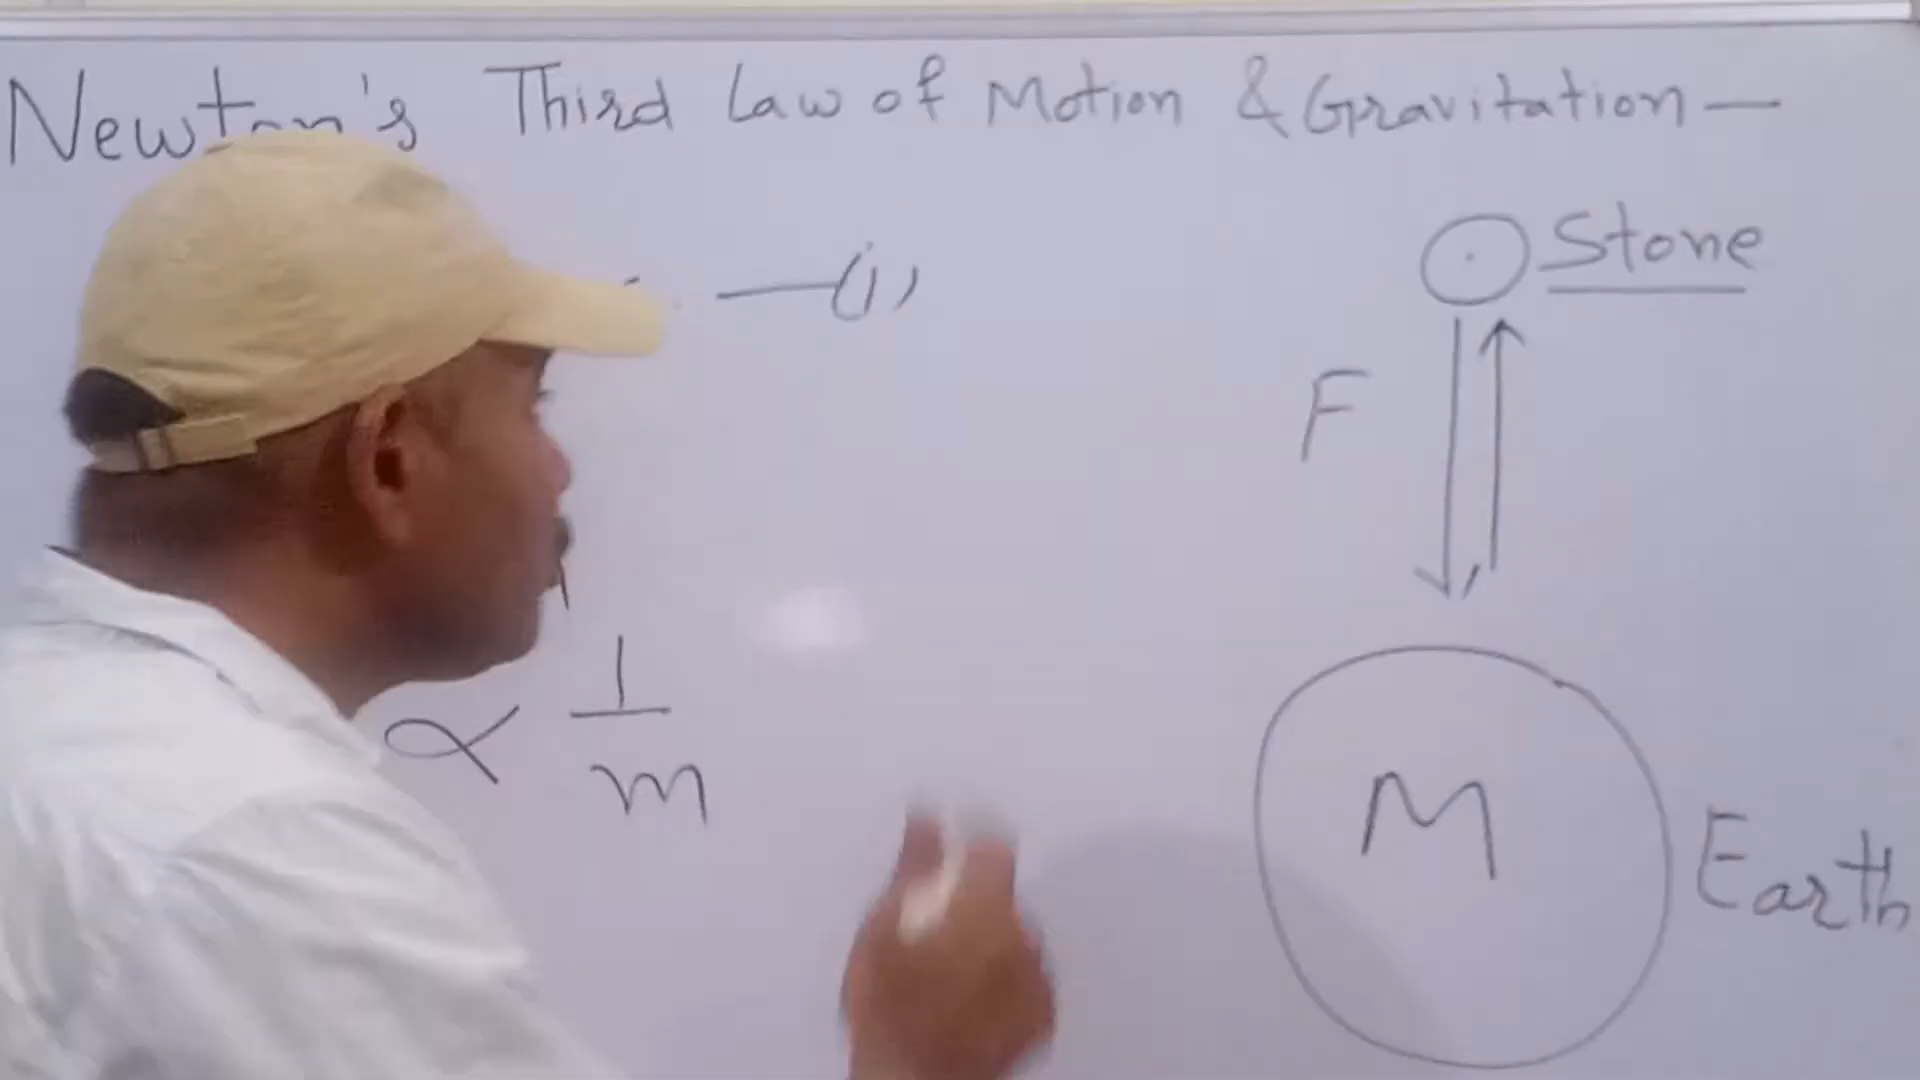 Newton's Third Law of Motion & Gravitation —
— (i)
Stone
F
∝ 1/m
M
Earth